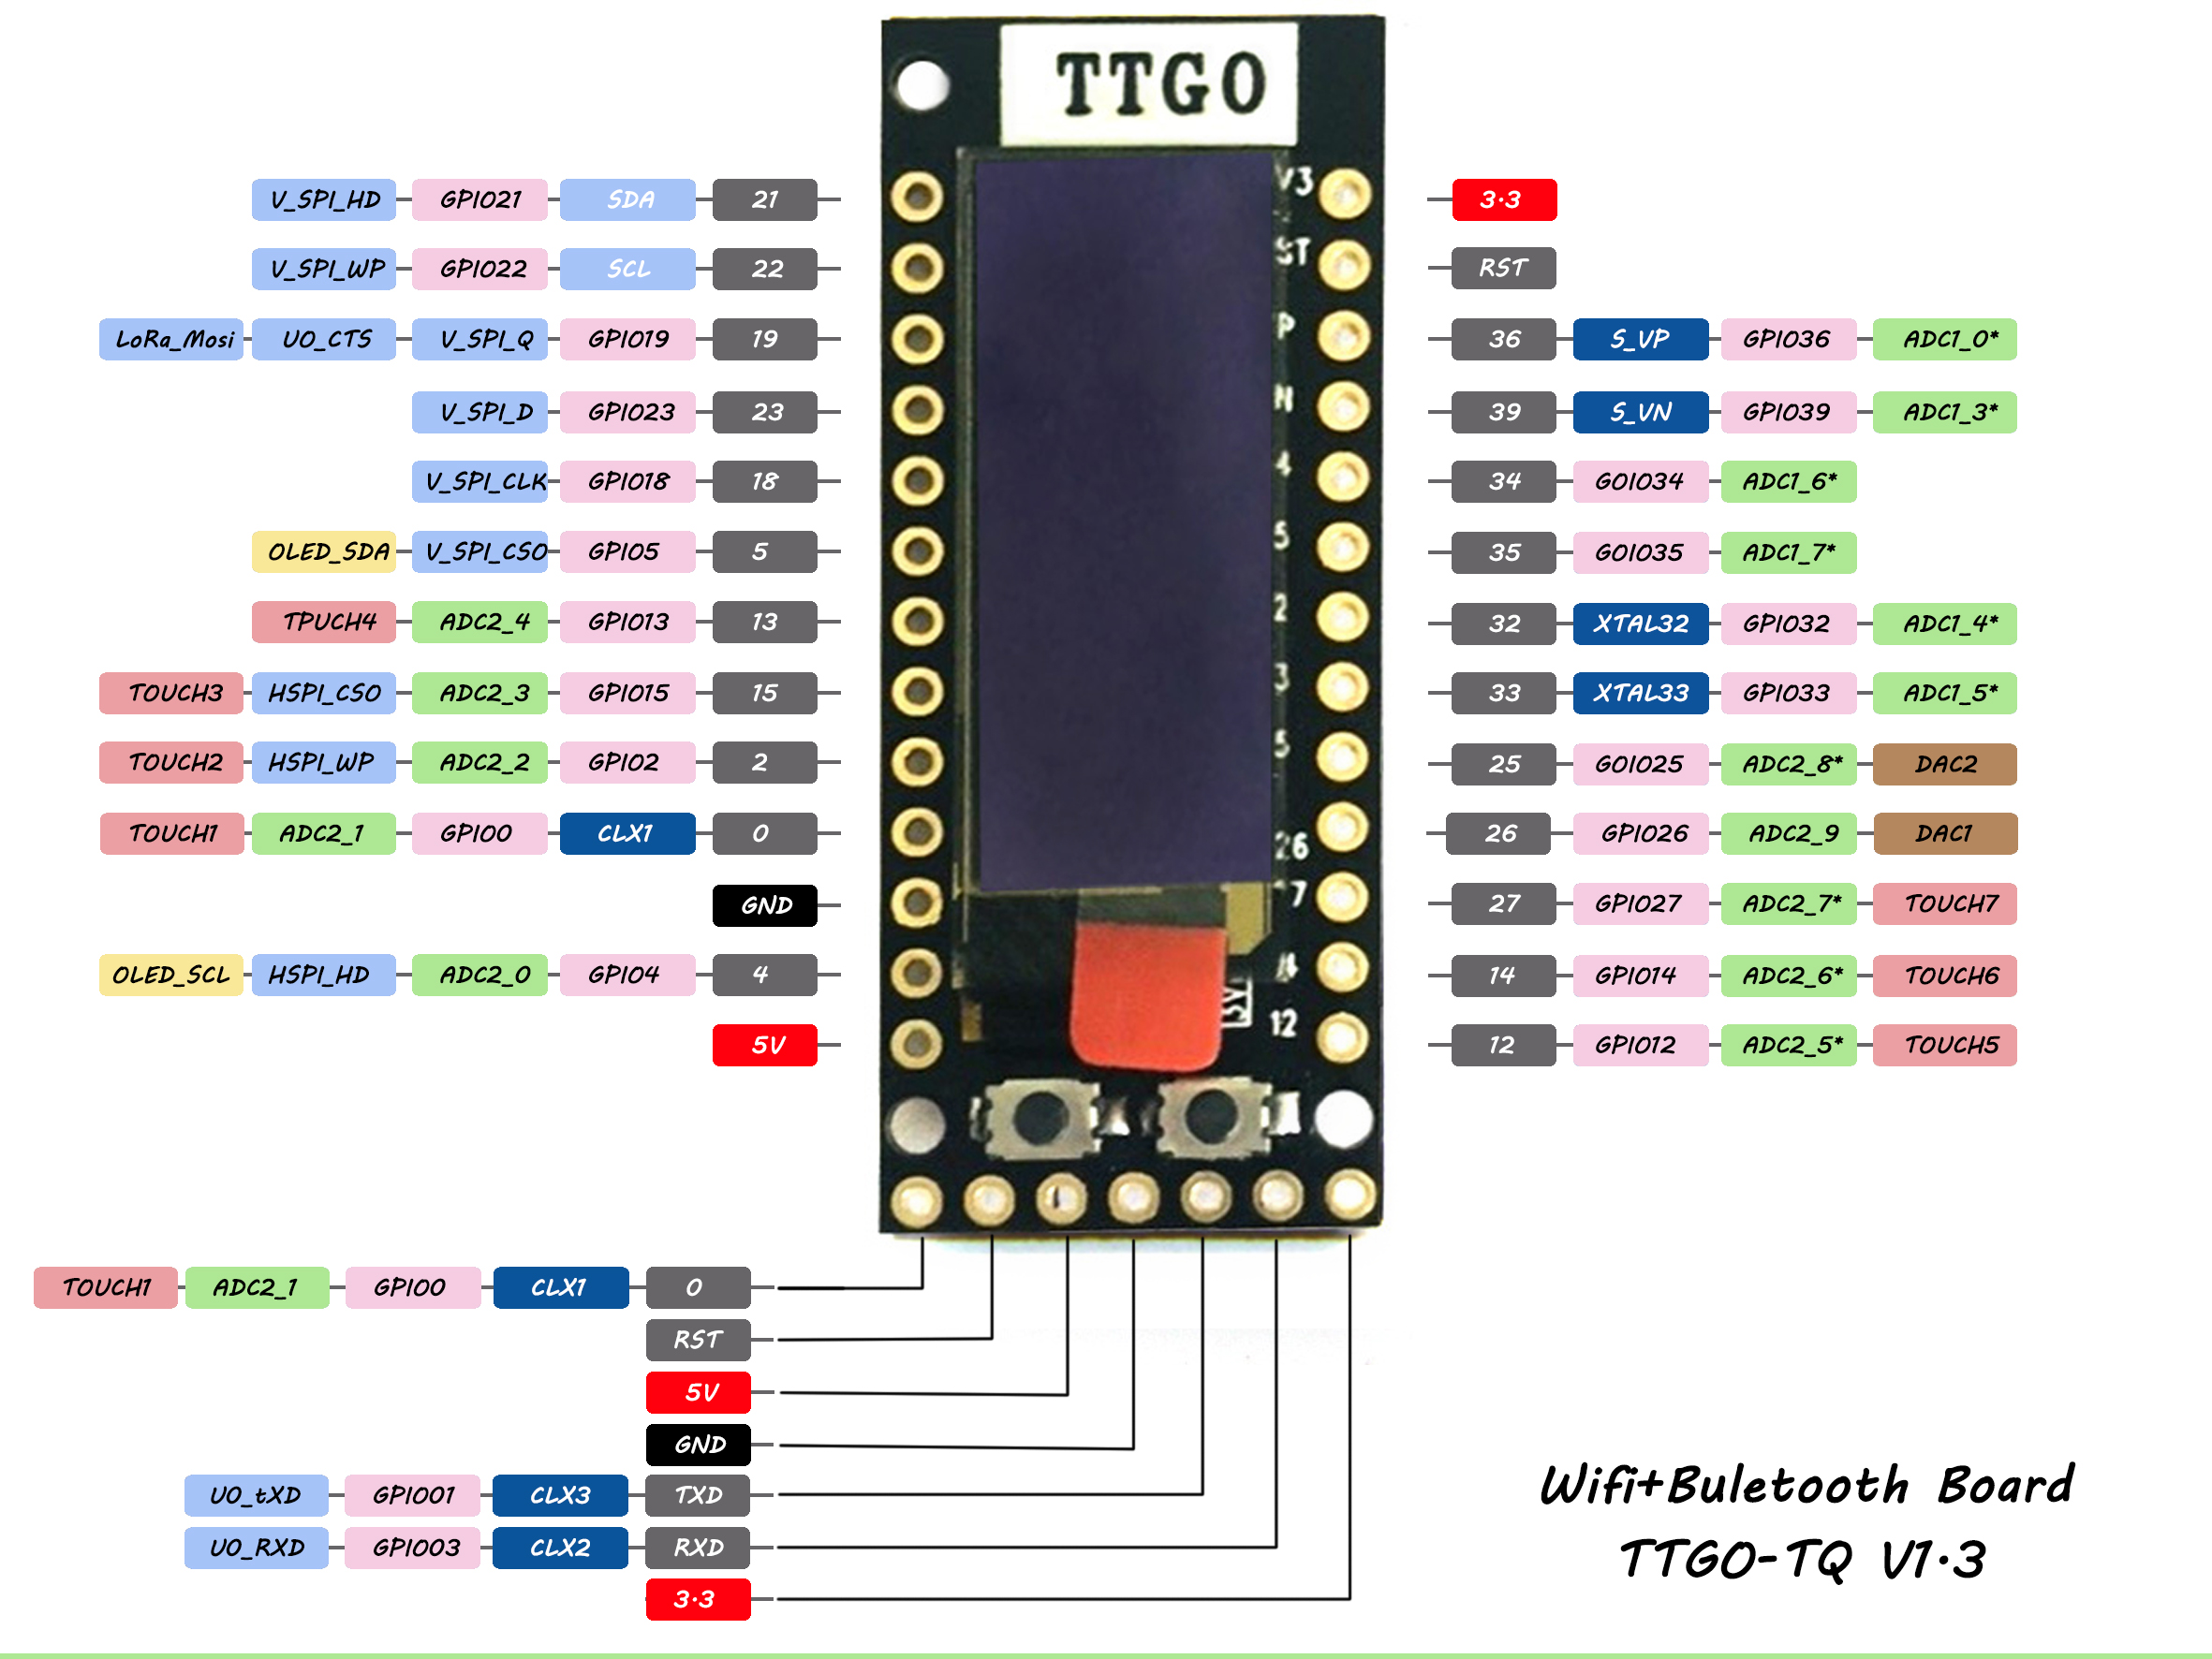 TTGO
V_SPI_HD GPIO21 SDA 21 V3 3.3
V_SPI_WP GPIO22 SCL 22 ST RST
LoRa_Mosi UO_CTS V_SPI_Q GPIO19 19 P 36 S_VP GPIO36 ADC1_0*
V_SPI_D GPIO23 23 N 39 S_VN GPIO39 ADC1_3*
V_SPI_CLK GPIO18 18 4 34 GOIO34 ADC1_6*
OLED_SDA V_SPI_CSO GPIO5 5 5 35 GOIO35 ADC1_7*
TPUCH4 ADC2_4 GPIO13 13 2 32 XTAL32 GPIO32 ADC1_4*
TOUCH3 HSPI_CSO ADC2_3 GPIO15 15 3 33 XTAL33 GPIO33 ADC1_5*
TOUCH2 HSPI_WP ADC2_2 GPIO2 2 5 25 GOIO25 ADC2_8* DAC2
TOUCH1 ADC2_1 GPIO0 CLX1 0 26 26 GPIO26 ADC2_9 DAC1
GND 7 27 GPIO27 ADC2_7* TOUCH7
OLED_SCL HSPI_HD ADC2_0 GPIO4 4 4 14 GPIO14 ADC2_6* TOUCH6
5V 5V 12 12 GPIO12 ADC2_5* TOUCH5
TOUCH1 ADC2_1 GPIO0 CLX1 0
RST
5V
GND
UO_tXD GPIO01 CLX3 TXD
UO_RXD GPIO03 CLX2 RXD
3.3
Wifi+Buletooth Board
TTGO-TQ V1.3